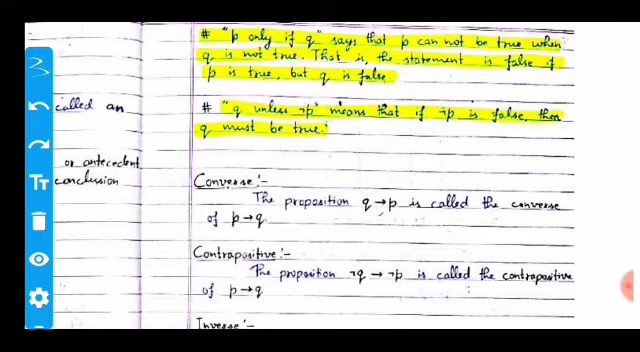 # "p only if q" says that p can not be true when
q is not true. That is, the statement is false if
p is true, but q is false
called an
# "q unless ¬p" means that if ¬p is false, then
q must be true.
or antecedent
conclusion
TT
Converse:-
The proposition q→p is called the converse
of p→q
Contrapositive:-
The proposition ¬q → ¬p is called the contrapositive
of p→q
Inverse:-